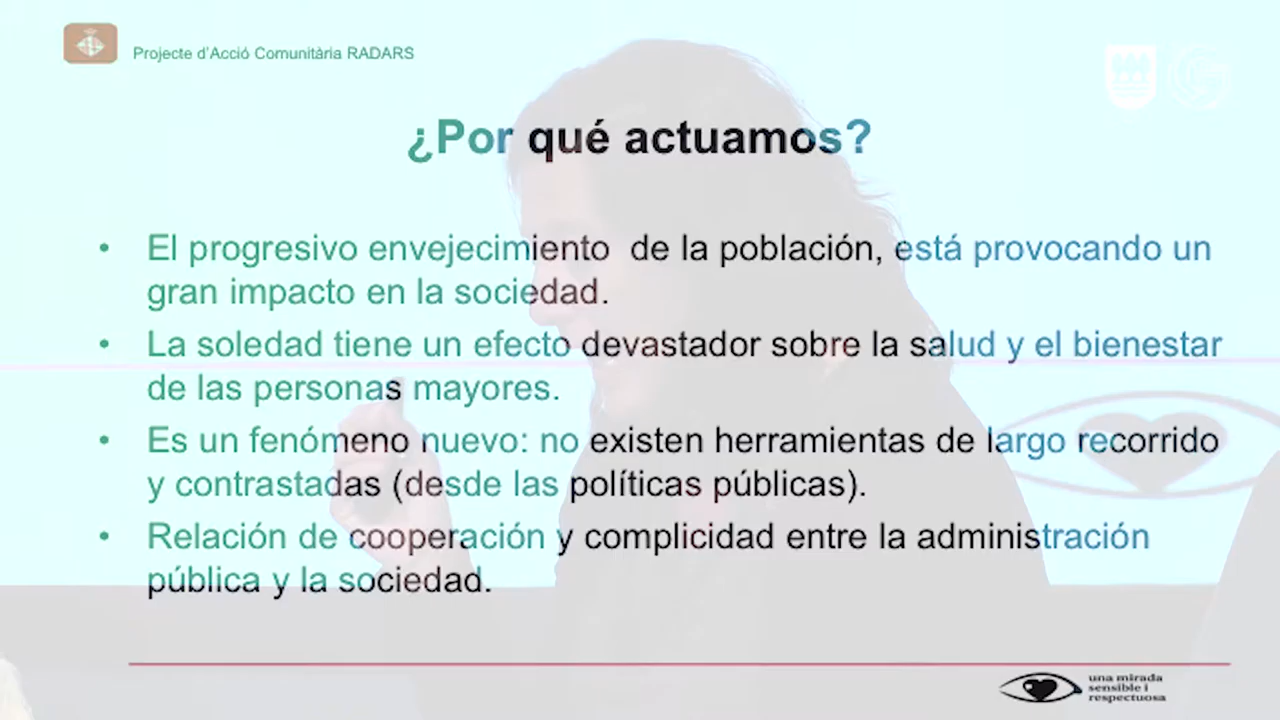 Projecte d'Acció Comunitària RADARS
¿Por qué actuamos?
• El progresivo envejecimiento de la población, está provocando un
gran impacto en la sociedad.
• La soledad tiene un efecto devastador sobre la salud y el bienestar
de las personas mayores.
• Es un fenómeno nuevo: no existen herramientas de largo recorrido
y contrastadas (desde las políticas públicas).
• Relación de cooperación y complicidad entre la administración
pública y la sociedad.
una mirada
sensible i
respectuosa